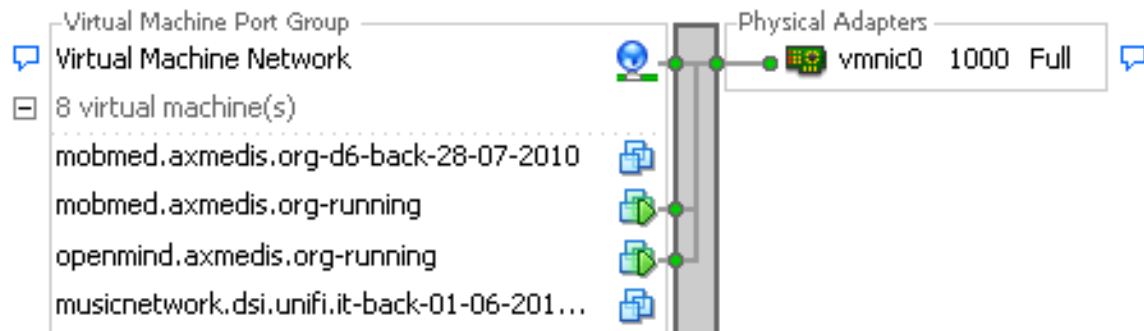 Virtual Machine Port Group
Physical Adapters
Virtual Machine Network
vmnic0 1000 Full
8 virtual machine(s)
mobmed.axmedis.org-d6-back-28-07-2010
mobmed.axmedis.org-running
openmind.axmedis.org-running
musicnetwork.dsi.unifi.it-back-01-06-201...